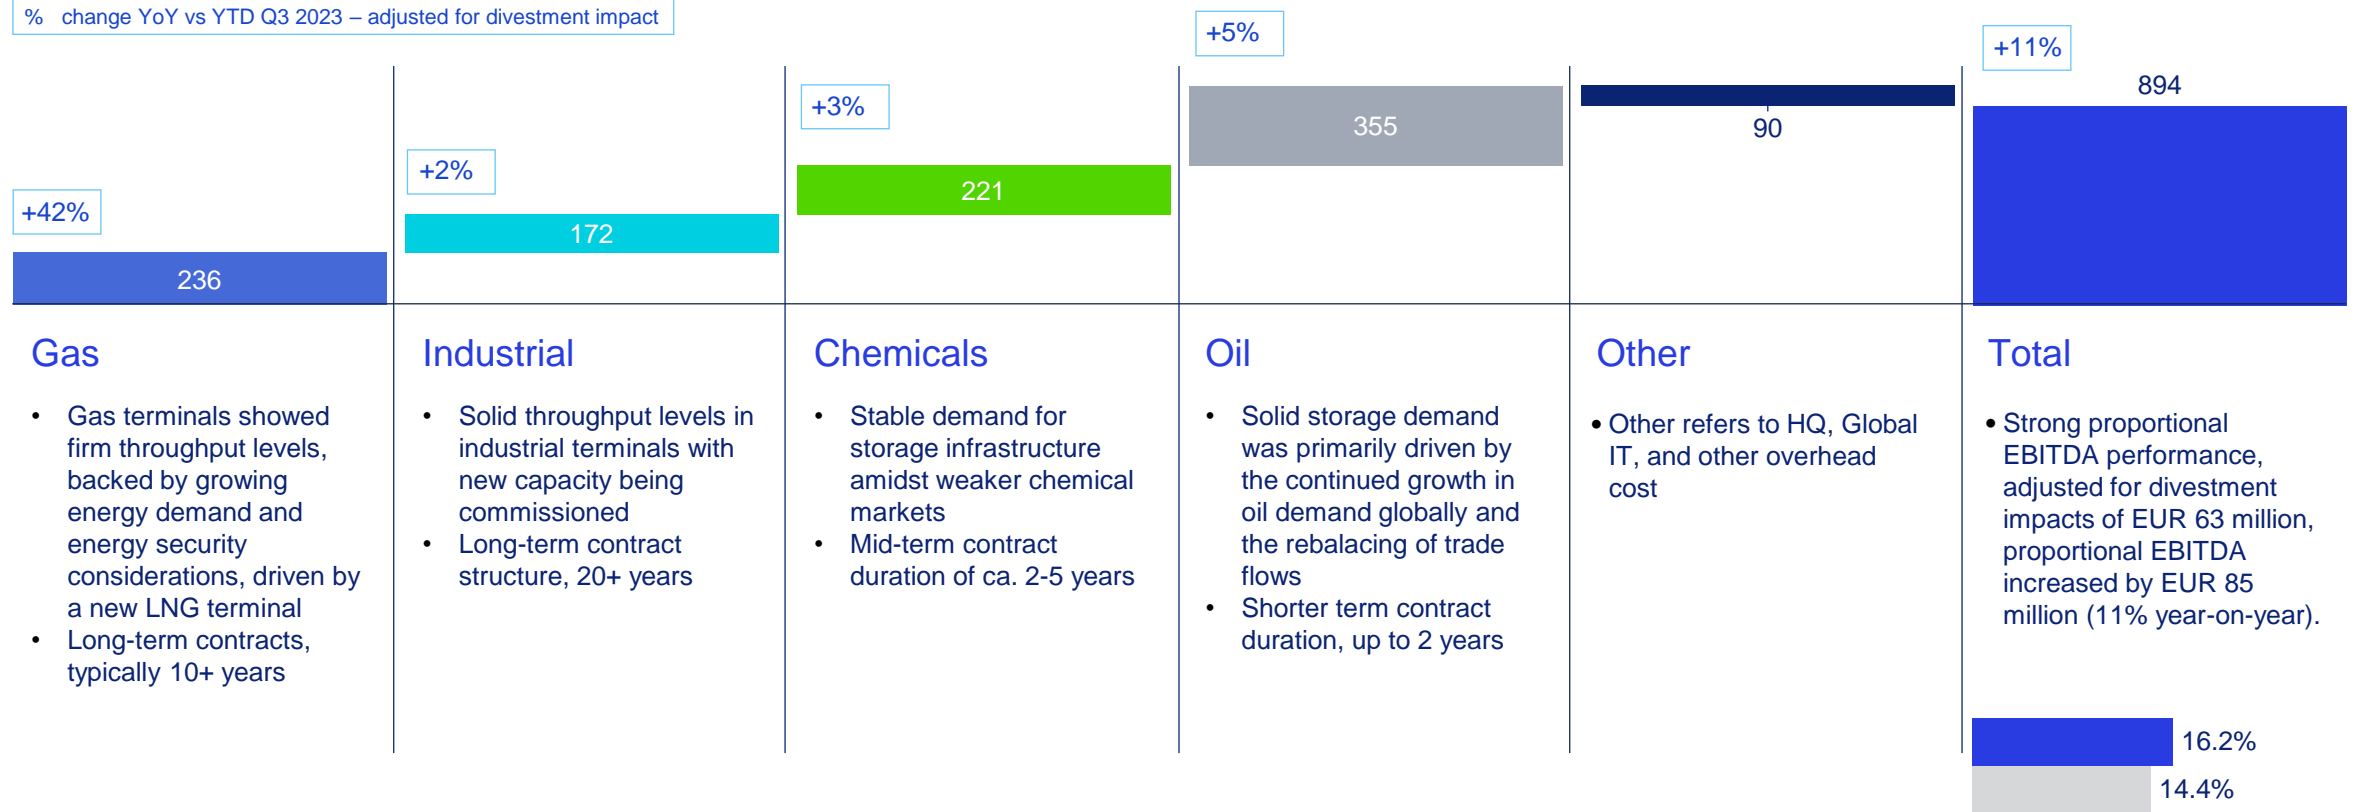 % change YoY vs YTD Q3 2023 – adjusted for divestment impact
+42%
236
+2%
172
+3%
221
+5%
355
90
+11%
894
Gas
• Gas terminals showed
firm throughput levels,
backed by growing
energy demand and
energy security
considerations, driven by
a new LNG terminal
• Long-term contracts,
typically 10+ years
Industrial
• Solid throughput levels in
industrial terminals with
new capacity being
commissioned
• Long-term contract
structure, 20+ years
Chemicals
• Stable demand for
storage infrastructure
amidst weaker chemical
markets
• Mid-term contract
duration of ca. 2-5 years
Oil
• Solid storage demand
was primarily driven by
the continued growth in
oil demand globally and
the rebalacing of trade
flows
• Shorter term contract
duration, up to 2 years
Other
• Other refers to HQ, Global
IT, and other overhead
cost
Total
• Strong proportional
EBITDA performance,
adjusted for divestment
impacts of EUR 63 million,
proportional EBITDA
increased by EUR 85
million (11% year-on-year).
16.2%
14.4%